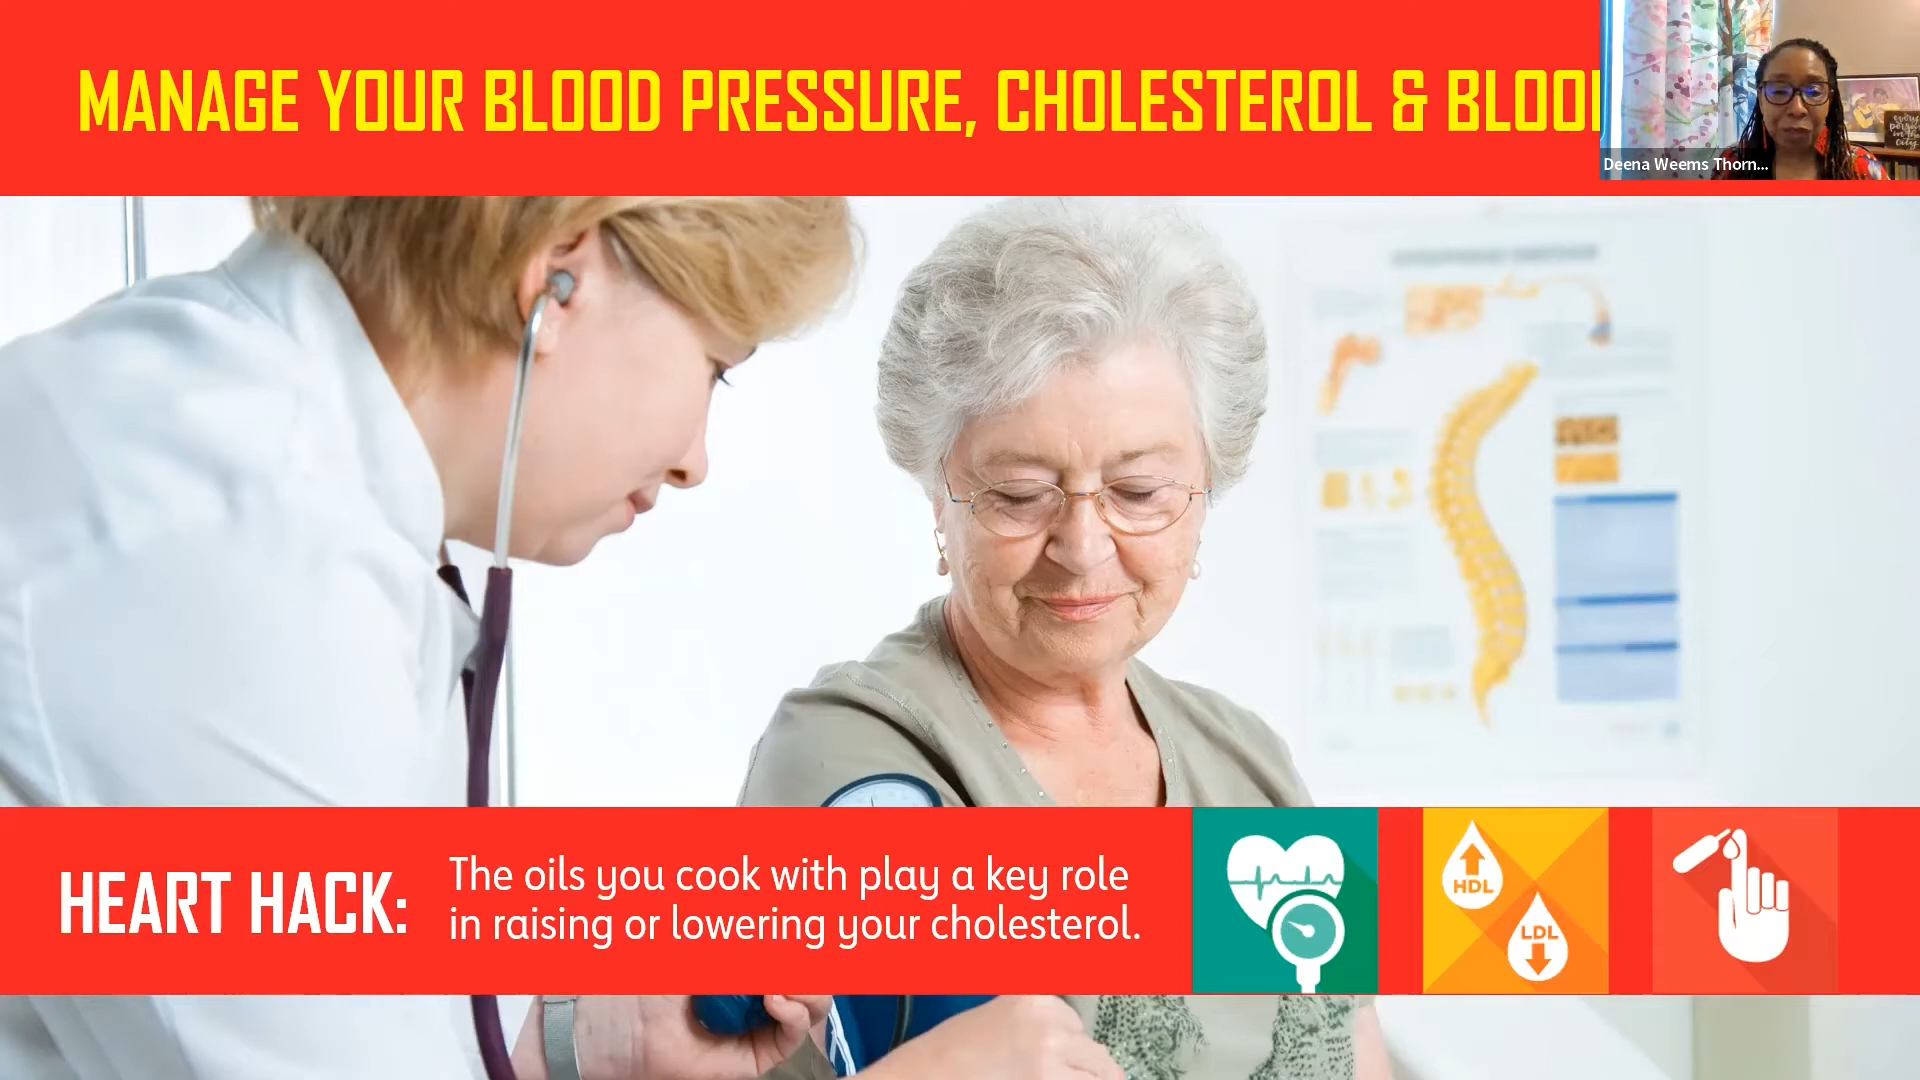 MANAGE YOUR BLOOD PRESSURE, CHOLESTEROL & BLOO
Deena Weems Thorn...
HEART HACK:
The oils you cook with play a key role
in raising or lowering your cholesterol.
HDL
LDL